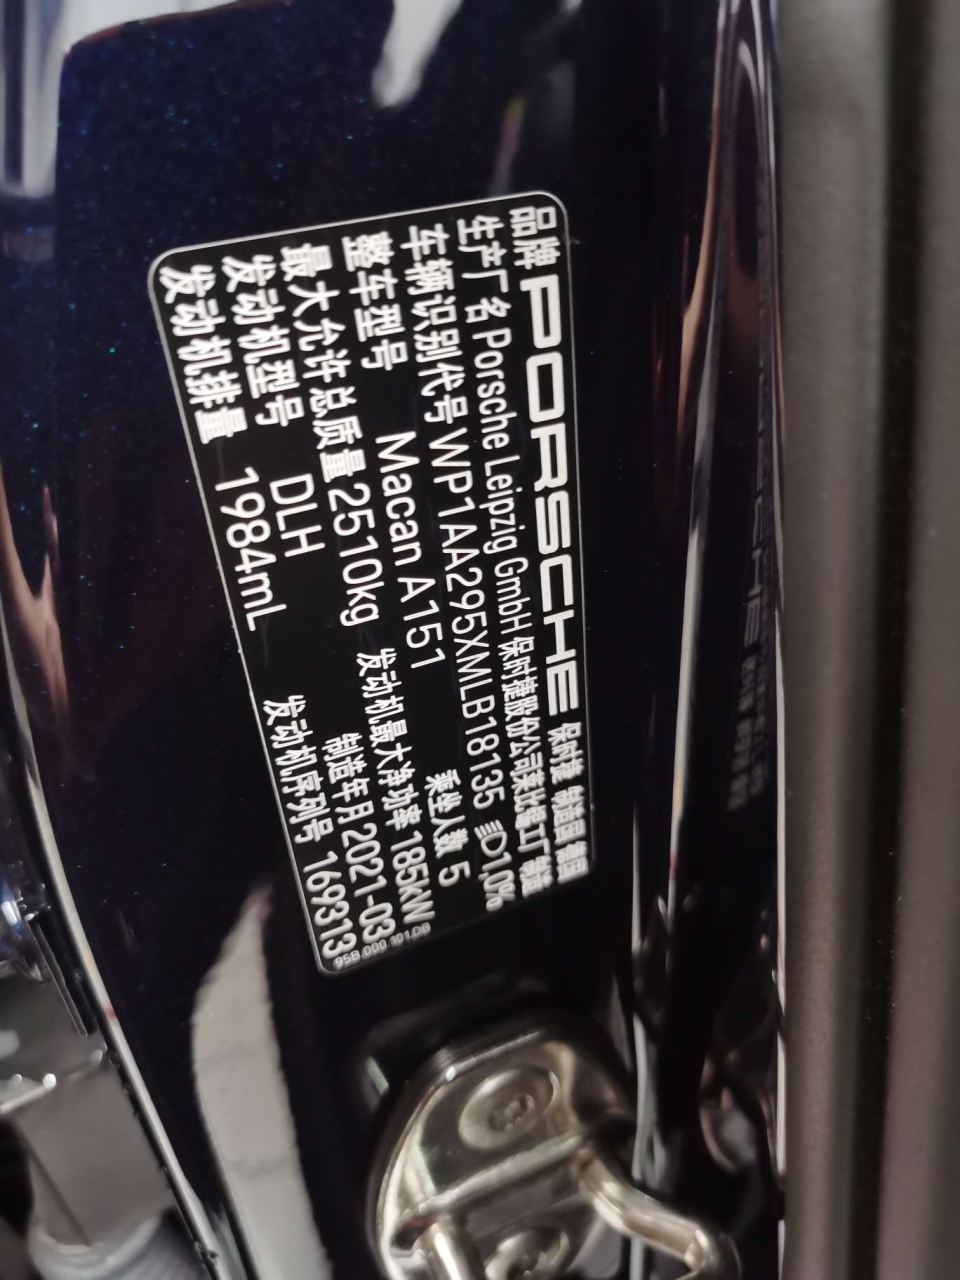 品牌 PORSCHE 保时捷 制造国 德国
生产厂名 Porsche Leipzig GmbH 保时捷股份公司莱比锡工厂 制造
车辆识别代号 WP1AA295XMLB18135 10%
整车型号 Macan A151 乘坐人数 5
最大允许总质量 2510kg 发动机最大净功率 185kW
发动机型号 DLH 制造年月 2021-03
发动机排量 1984mL 发动机序列号 169313
95B.000.101.DB